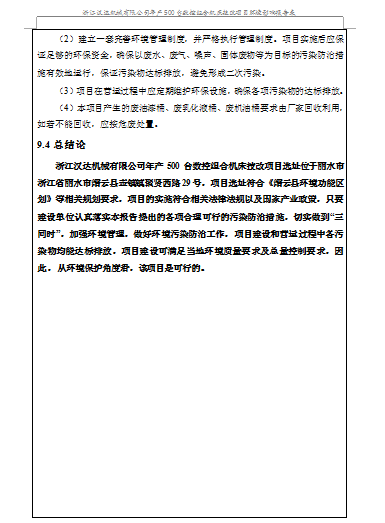 浙江汉达机械有限公司年产500台数控组合机床技改项目环境影响报告表
（2）建立一套完善环境管理制度，并严格执行管理制度。项目实施后应保
证足够的环保资金，确保以废水、废气、噪声、固体废物等为目标的污染防治措
施有效地运行，保证污染物达标排放，避免形成二次污染。
（3）项目在营运过程中应定期维护环保设施，确保各项污染物的达标排放。
（4）本项目产生的废油漆桶、废乳化液桶、废机油桶要求由厂家回收利用，
如若不能回收，应按危废处置。
9.4 总结论
浙江汉达机械有限公司年产 500 台数控组合机床技改项目选址位于丽水市
浙江省丽水市缙云县壶镇镇聚贤西路 29 号，项目选址符合《缙云县环境功能区
划》等相关规划要求，项目的实施符合相关法律法规以及国家产业政策，只要
建设单位认真落实本报告提出的各项合理可行的污染防治措施，切实做到“三
同时”，加强环境管理，做好环境污染防治工作，项目建设和营运过程中各污
染物均能达标排放，项目建设可满足当地环境质量要求及总量控制要求，因
此，从环境保护角度看，该项目是可行的。